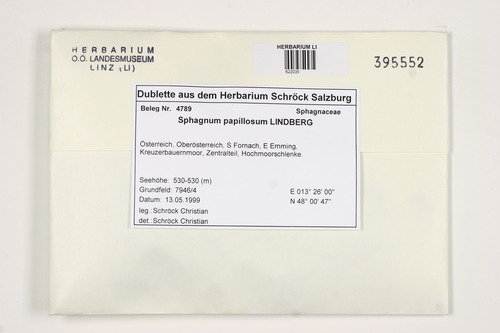 HERBARIUM
O.Ö. LANDESMUSEUM
LINZ (LI)
HERBARIUM LI
622035
395552
Dublette aus dem Herbarium Schröck Salzburg
Beleg Nr. 4789 Sphagnaceae
Sphagnum papillosum LINDBERG
Österreich, Oberösterreich, S Fornach, E Emming,
Kreuzerbauernmoor, Zentralteil, Hochmoorschlenke.
Seehöhe: 530-530 (m)
Grundfeld: 7946/4 E 013° 26' 00"
Datum: 13.05.1999 N 48° 00' 47"
leg.:Schröck Christian
det.:Schröck Christian